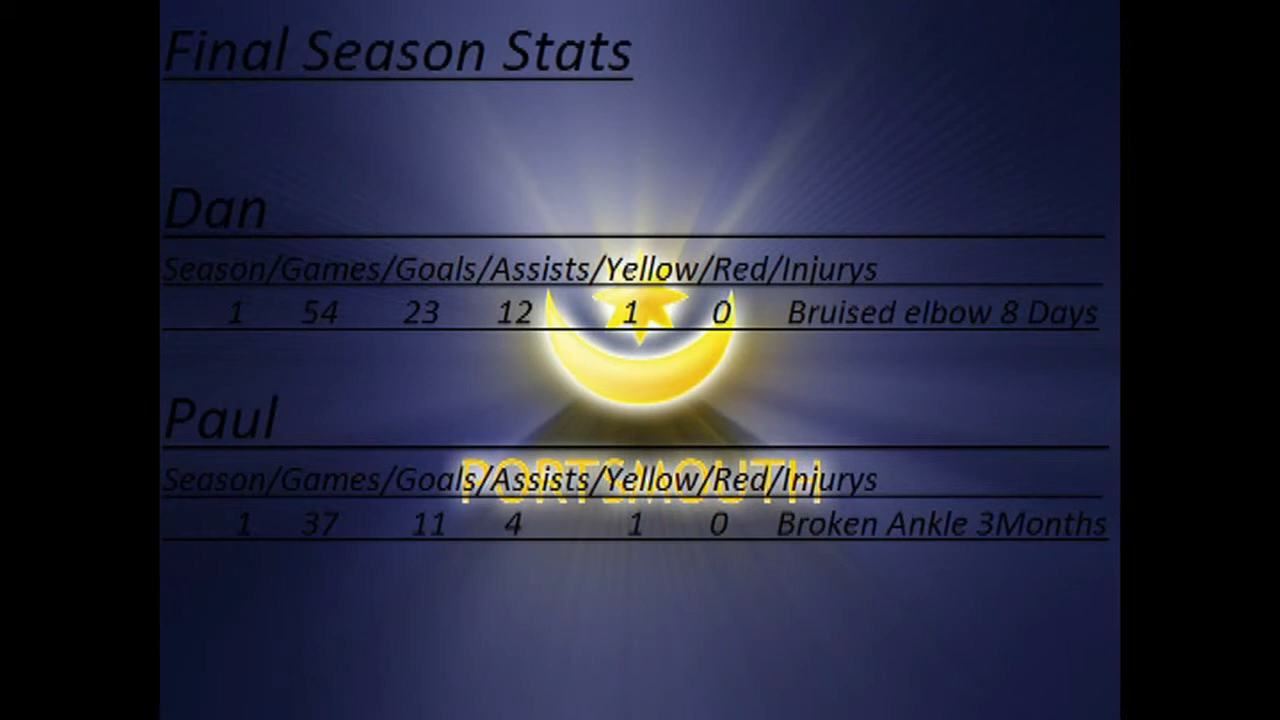 Final Season Stats
Dan
Season/Games/Goals/Assists/Yellow/Red/Injurys
1 54 23 12 1 0 Bruised elbow 8 Days
Paul
PORTSMOUTH
Season/Games/Goals/Assists/Yellow/Red/Injurys
1 37 11 4 1 0 Broken Ankle 3Months